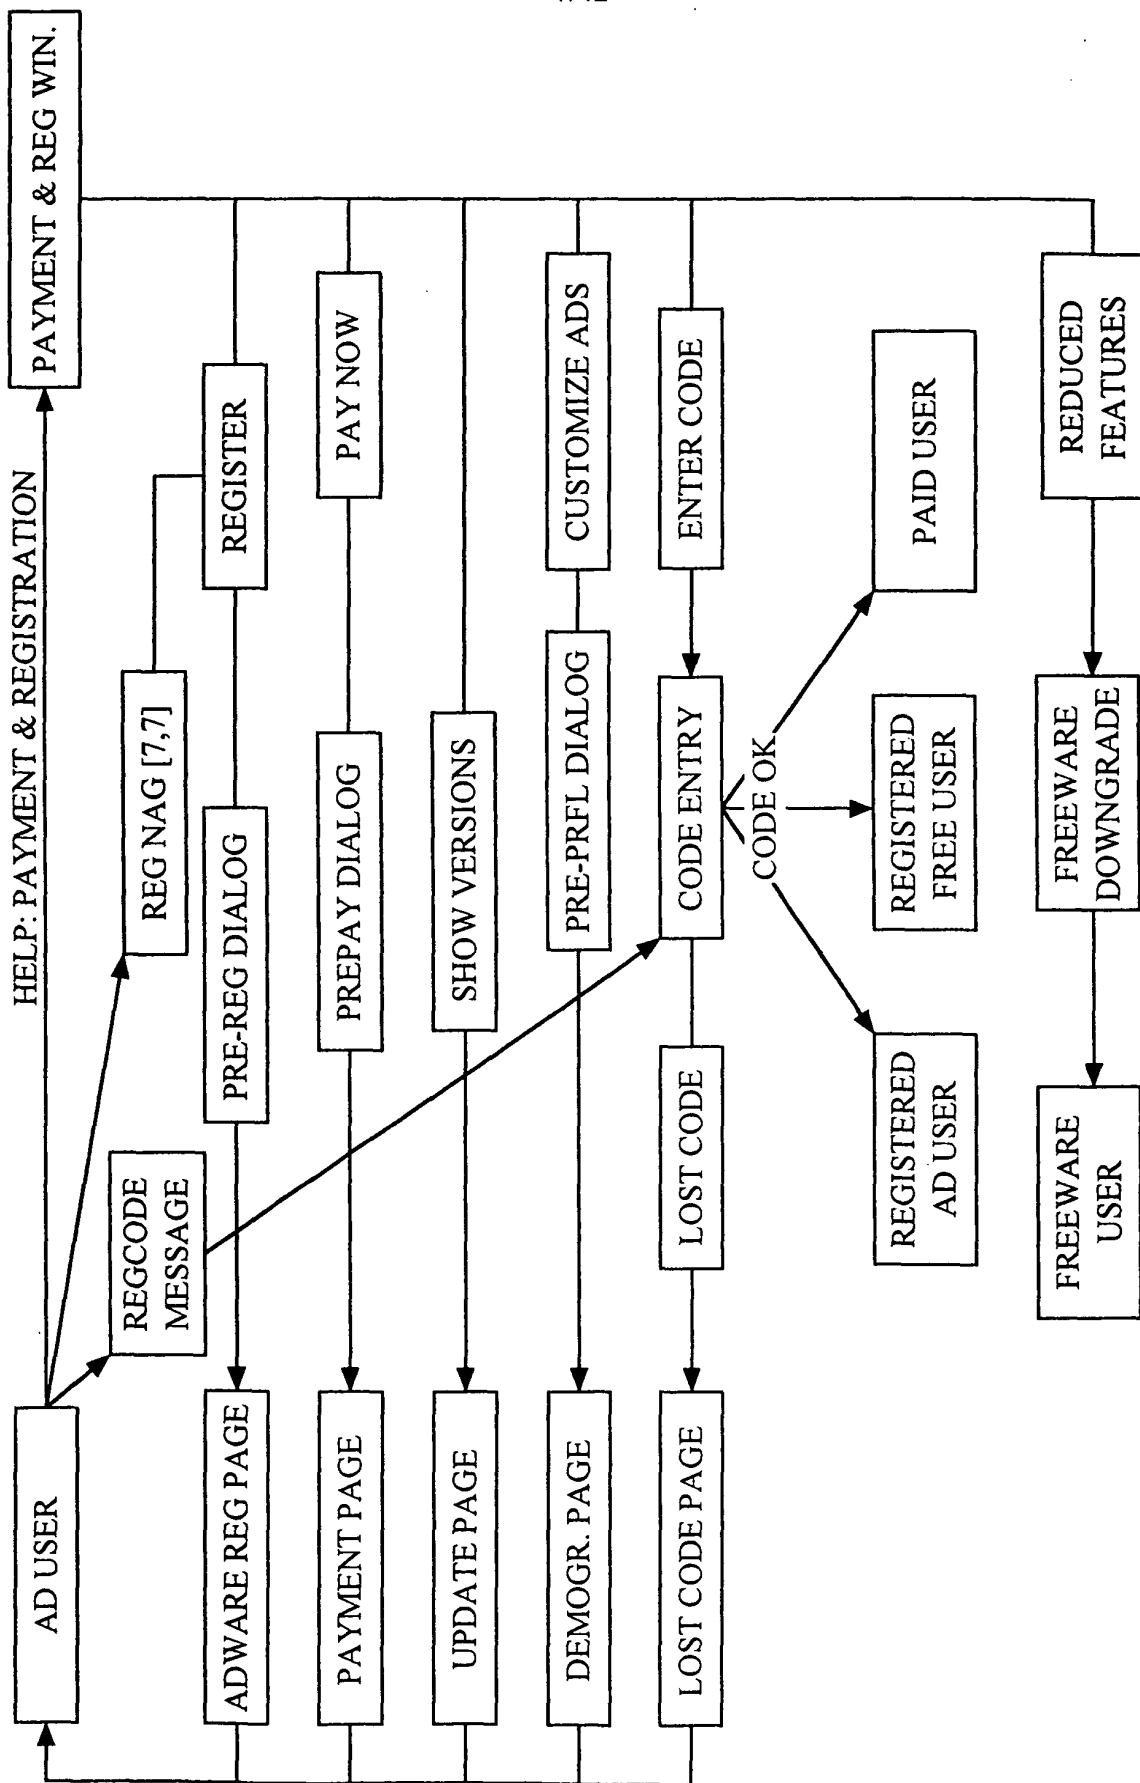 HELP: PAYMENT & REGISTRATION
AD USER
PAYMENT & REG WIN.
REGCODE
MESSAGE
REG NAG [7,7]
ADWARE REG PAGE
PRE-REG DIALOG
REGISTER
PAYMENT PAGE
PREPAY DIALOG
PAY NOW
UPDATE PAGE
SHOW VERSIONS
DEMOGR. PAGE
PRE-PRFL DIALOG
CUSTOMIZE ADS
LOST CODE PAGE
LOST CODE
CODE ENTRY
ENTER CODE
CODE OK
REGISTERED
AD USER
REGISTERED
FREE USER
PAID USER
FREEWARE
USER
FREEWARE
DOWNGRADE
REDUCED
FEATURES